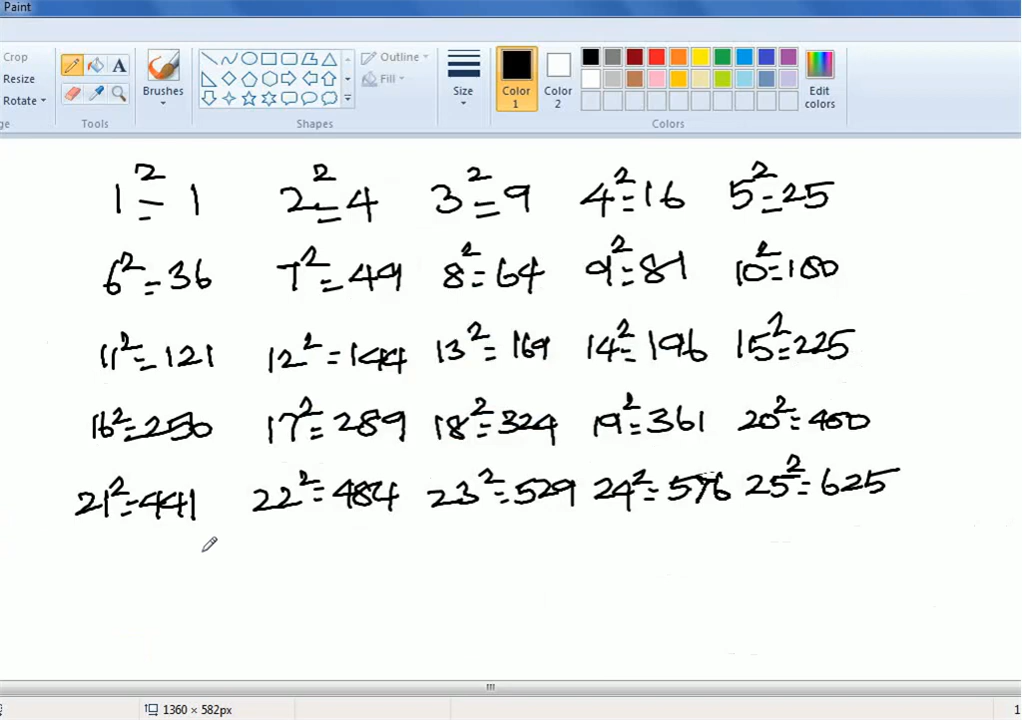 Paint
Crop
Resize
Rotate
ge
A
Tools
Brushes
Shapes
Outline
Fill
Size
Color 1
Color 2
Edit colors
Colors
1² = 1 2² = 4 3² = 9 4² = 16 5² = 25
6² = 36 7² = 49 8² = 64 9² = 81 10² = 100
11² = 121 12² = 144 13² = 169 14² = 196 15² = 225
16² = 250 17² = 289 18² = 324 19² = 361 20² = 400
21² = 441 22² = 484 23² = 529 24² = 576 25² = 625
1360 × 582px
1